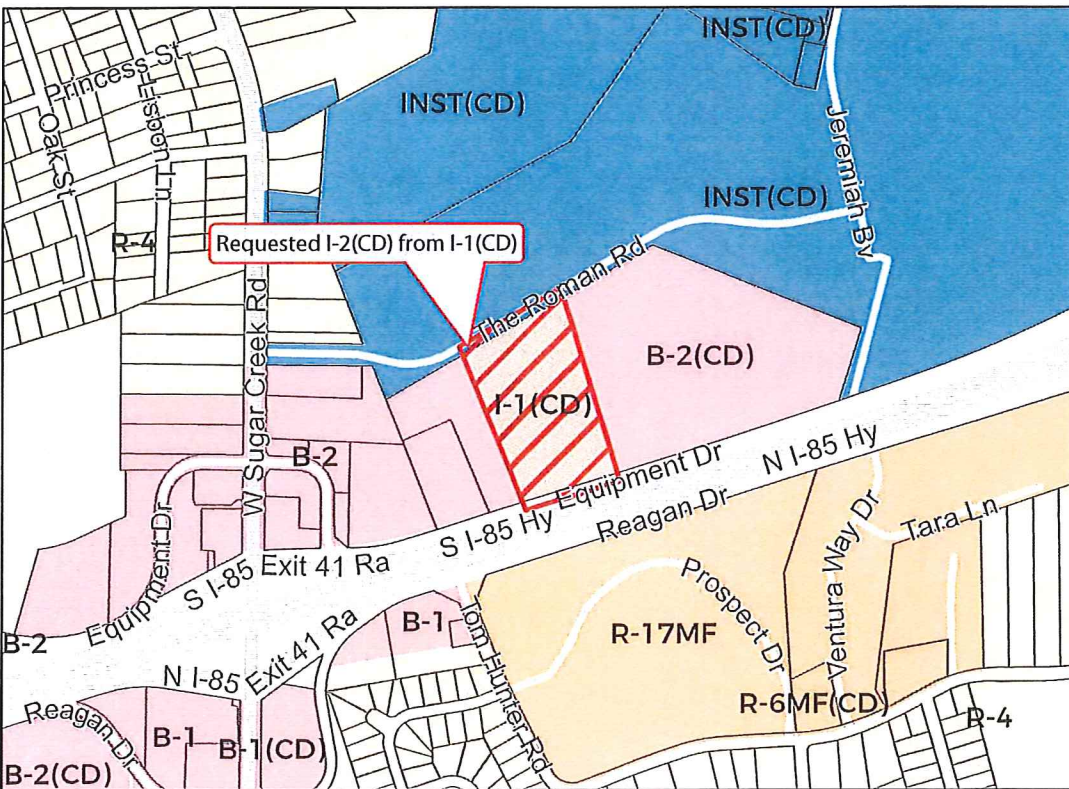 INST(CD)
Princess St
INST(CD)
Oak St
Jeremiah Bv
INST(CD)
R-4
Requested I-2(CD) from I-1(CD)
The Roman Rd
W Sugar Creek Rd
B-2(CD)
I-1(CD)
B-2
Equipment Dr
N I-85 Hy
S I-85 Hy
Reagan Dr
Equipment Dr
S I-85 Exit 41 Ra
Tara Ln
Prospect Dr
Ventura Way Dr
B-2
B-1
Tom Hunter Rd
R-17MF
N I-85 Exit 41 Ra
R-6MF(CD)
R-4
Reagan Dr
B-1
B-1(CD)
B-2(CD)